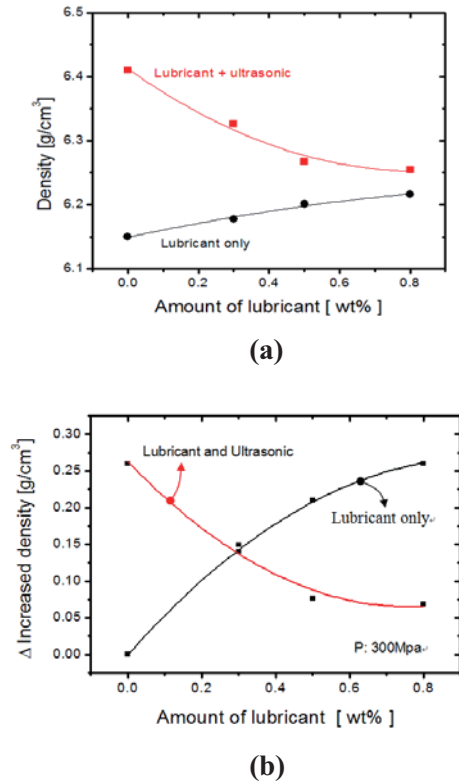 6.5
6.4
6.3
6.2
6.1
Density [g/cm³]
Lubricant + ultrasonic
Lubricant only
0.0 0.2 0.4 0.6 0.8
Amount of lubricant [ wt% ]
(a)
0.30
0.25
0.20
0.15
0.10
0.05
0.00
Δ Increased density [g/cm³]
Lubricant and Ultrasonic
Lubricant only
P: 300Mpa
0.0 0.2 0.4 0.6 0.8
Amount of lubricant [ wt% ]
(b)